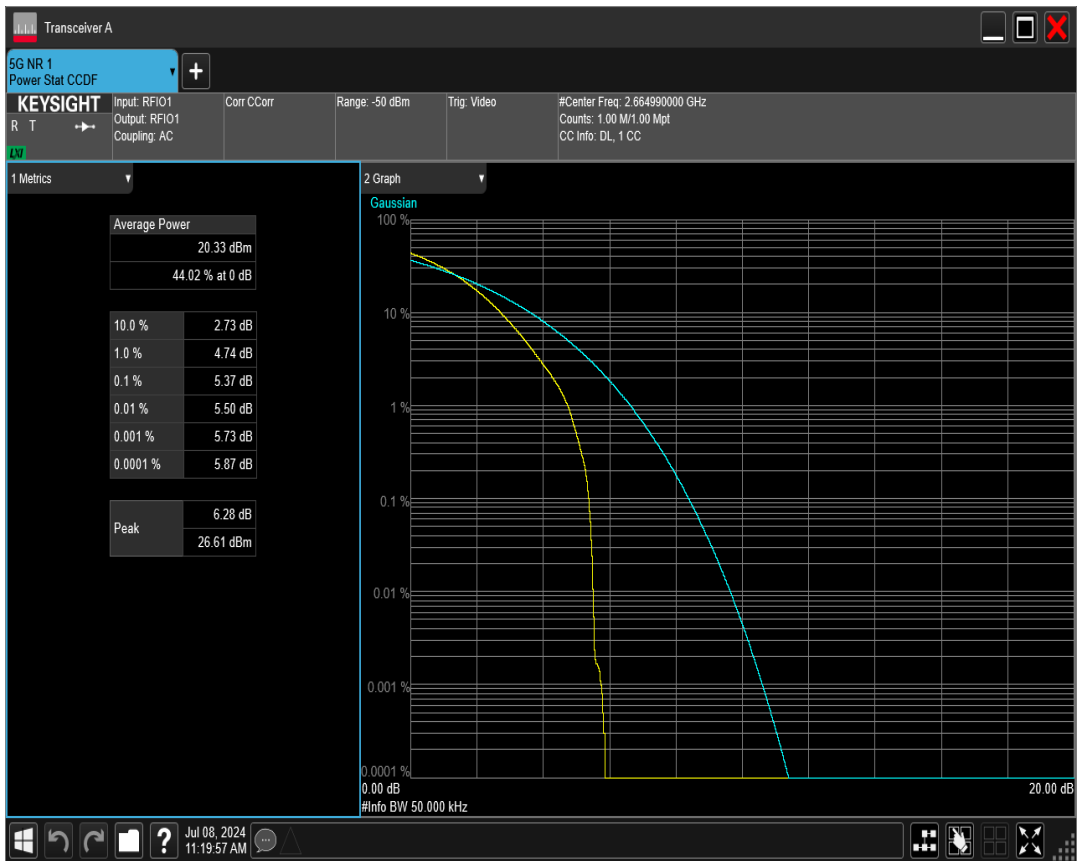 Transceiver A
5G NR 1
Power Stat CCDF
KEYSIGHT
R T
LXI
Input: RFIO1
Output: RFIO1
Coupling: AC
Corr CCorr
Range: -50 dBm
Trig: Video
#Center Freq: 2.664990000 GHz
Counts: 1.00 M/1.00 Mpt
CC Info: DL, 1 CC
1 Metrics
Average Power
20.33 dBm
44.02 % at 0 dB
10.0 % 2.73 dB
1.0 % 4.74 dB
0.1 % 5.37 dB
0.01 % 5.50 dB
0.001 % 5.73 dB
0.0001 % 5.87 dB
Peak
6.28 dB
26.61 dBm
2 Graph
Gaussian
100 %
10 %
1 %
0.1 %
0.01 %
0.001 %
0.0001 %
0.00 dB
20.00 dB
#Info BW 50.000 kHz
?
Jul 08, 2024
11:19:57 AM